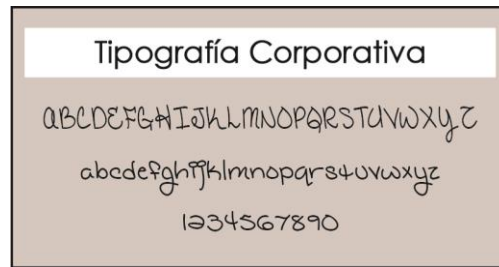 Tipografía Corporativa
ABCDEFGHIJKLMNOPQRSTUVWXYZ
abcdefghijklmnopqrstuvwxyz
1234567890